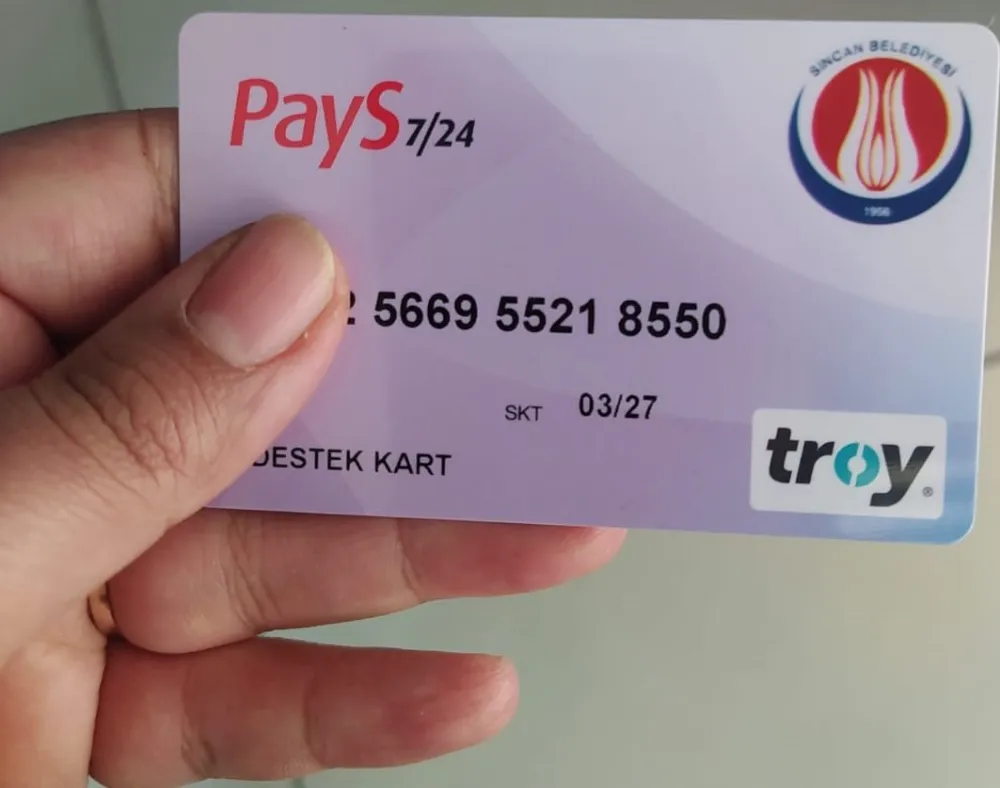 PayS 7/24
SİNCAN BELEDİYESİ
1956
5669 5521 8550
SKT 03/27
DESTEK KART
troy®